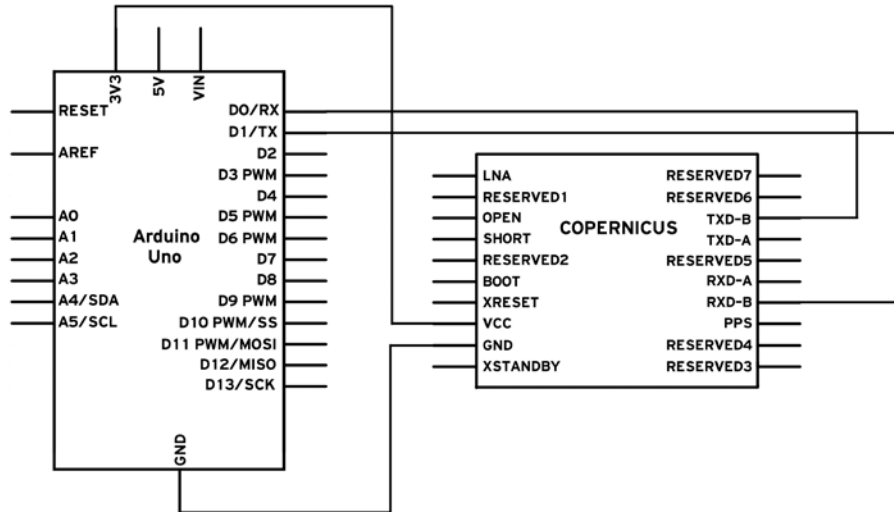 3V3
5V
VIN
RESET
AREF
A0
A1
A2
A3
A4/SDA
A5/SCL
Arduino
Uno
D0/RX
D1/TX
D2
D3 PWM
D4
D5 PWM
D6 PWM
D7
D8
D9 PWM
D10 PWM/SS
D11 PWM/MOSI
D12/MISO
D13/SCK
GND
LNA
RESERVED1
OPEN
SHORT
RESERVED2
BOOT
XRESET
VCC
GND
XSTANDBY
COPERNICUS
RESERVED7
RESERVED6
TXD-B
TXD-A
RESERVED5
RXD-A
RXD-B
PPS
RESERVED4
RESERVED3